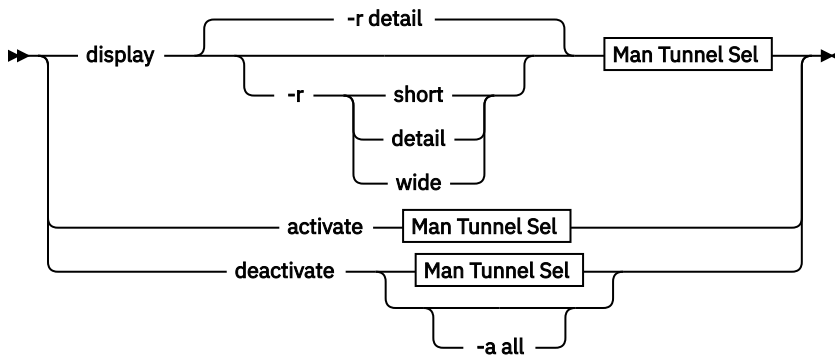 -r detail
display Man Tunnel Sel
-r short
detail
wide
activate Man Tunnel Sel
deactivate Man Tunnel Sel
-a all